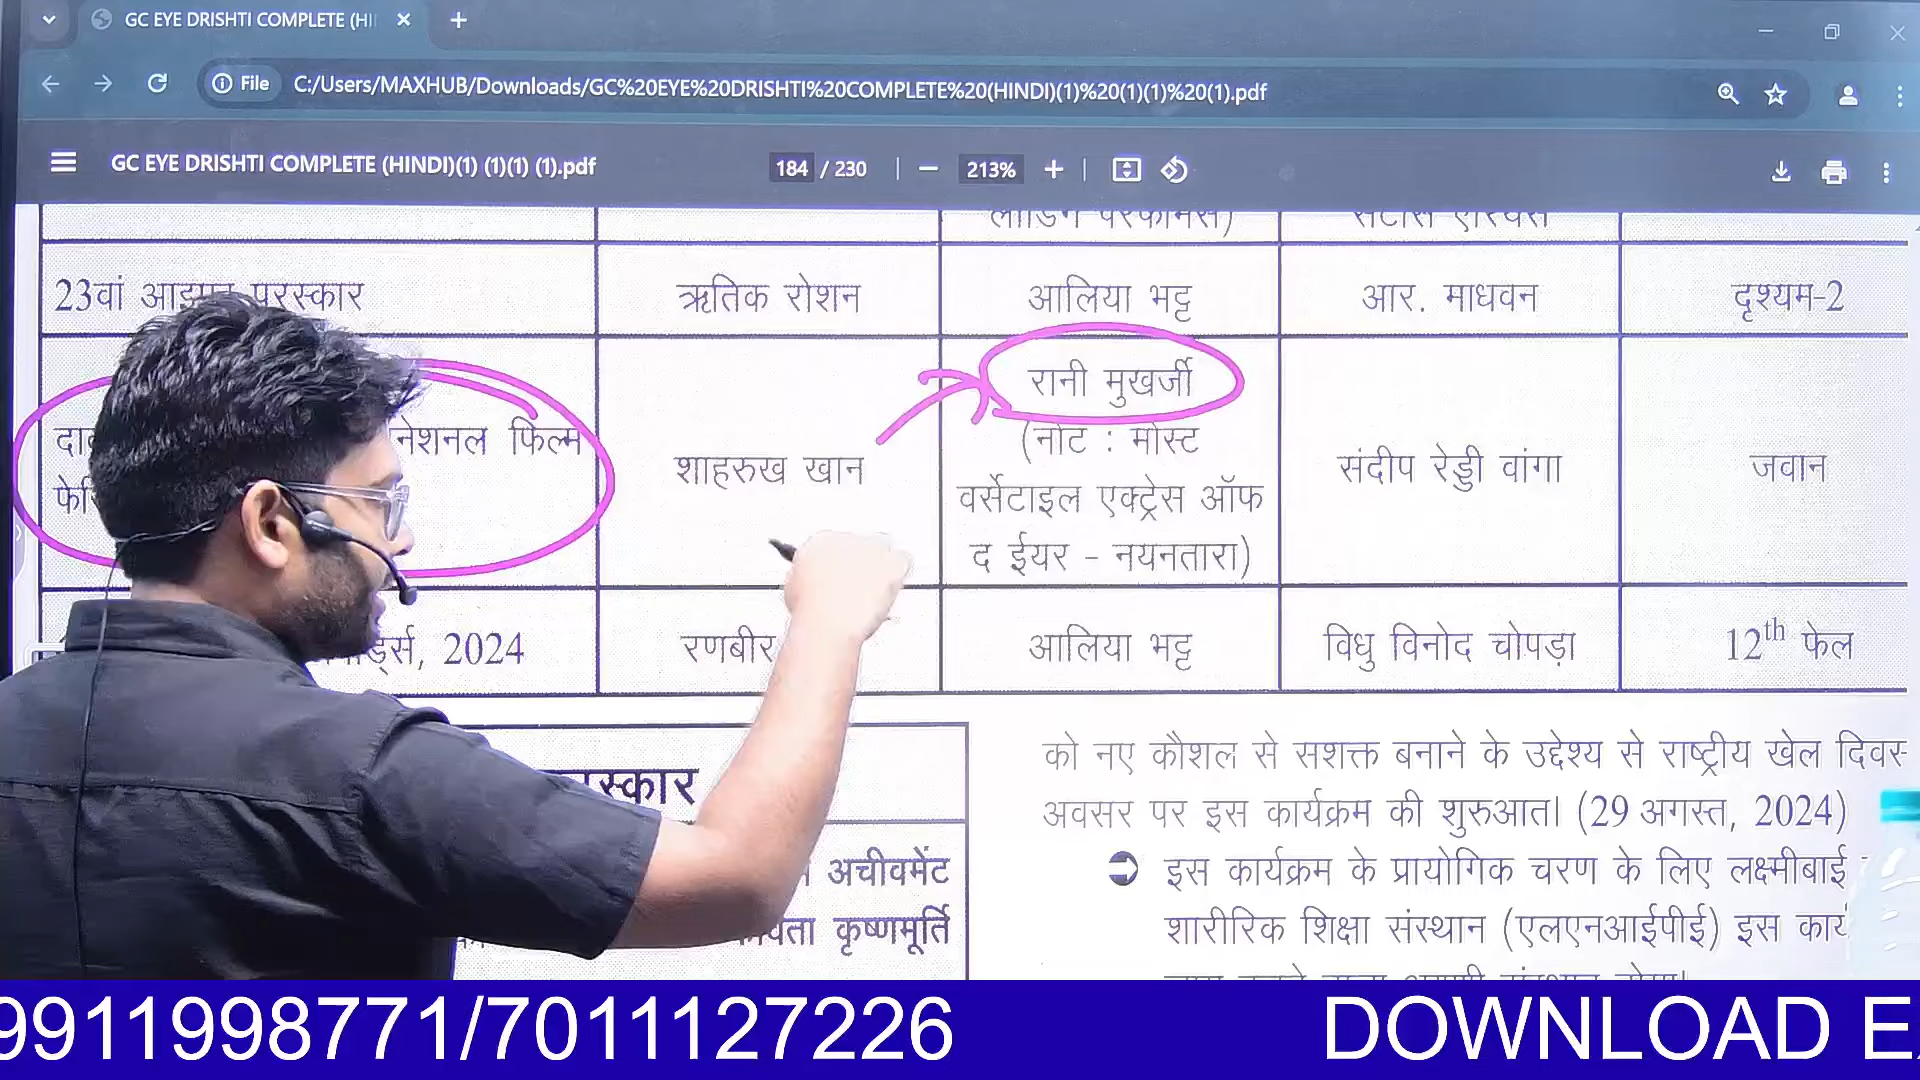 GC EYE DRISHTI COMPLETE (HI
File C:/Users/MAXHUB/Downloads/GC%20EYE%20DRISHTI%20COMPLETE%20(HINDI)(1)%20(1)(1)%20(1).pdf
GC EYE DRISHTI COMPLETE (HINDI)(1) (1)(1) (1).pdf 184 / 230 213%
23वां पुरस्कार ऋतिक रोशन आलिया भट्ट आर. माधवन दृश्यम-2
नेशनल फिल्म
शाहरुख खान
रानी मुखर्जी
(नोट : मोस्ट
वर्सेटाइल एक्ट्रेस ऑफ
द ईयर - नयनतारा)
संदीप रेड्डी वांगा
जवान
2024 रणबीर आलिया भट्ट विधु विनोद चोपड़ा 12th फेल
अचीवमेंट
कृष्णमूर्ति
को नए कौशल से सशक्त बनाने के उद्देश्य से राष्ट्रीय खेल दिवस
अवसर पर इस कार्यक्रम की शुरुआत। (29 अगस्त, 2024)
➲ इस कार्यक्रम के प्रायोगिक चरण के लिए लक्ष्मीबाई
शारीरिक शिक्षा संस्थान (एलएनआईपीई) इस
9911998771/7011127226 DOWNLOAD E